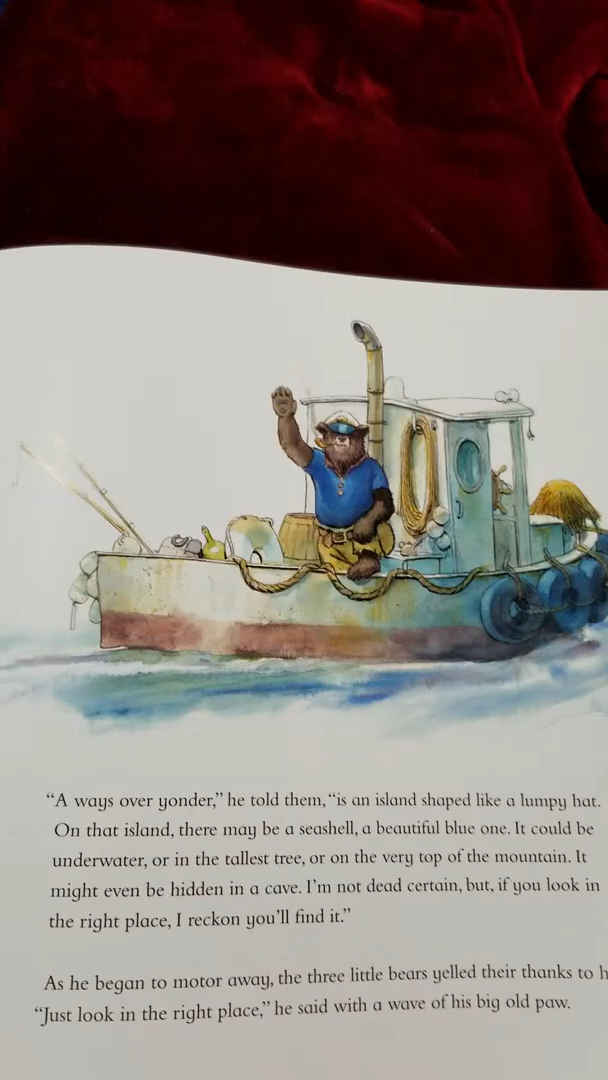 “A ways over yonder,” he told them, “is an island shaped like a lumpy hat.
On that island, there may be a seashell, a beautiful blue one. It could be
underwater, or in the tallest tree, or on the very top of the mountain. It
might even be hidden in a cave. I’m not dead certain, but, if you look in
the right place, I reckon you’ll find it.”
As he began to motor away, the three little bears yelled their thanks to
“Just look in the right place,” he said with a wave of his big old paw.